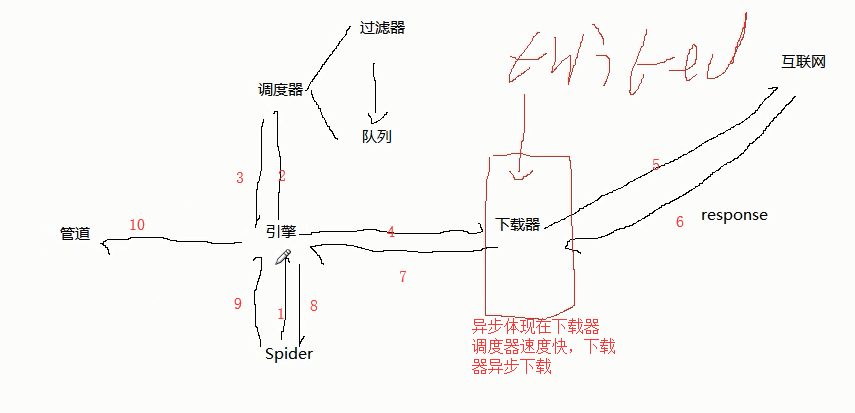 过滤器
twisted
互联网
调度器
队列
3
2
5
6
response
管道
10
引擎
4
下载器
7
9
1
8
Spider
异步体现在下载器
调度器速度快，下载
器异步下载